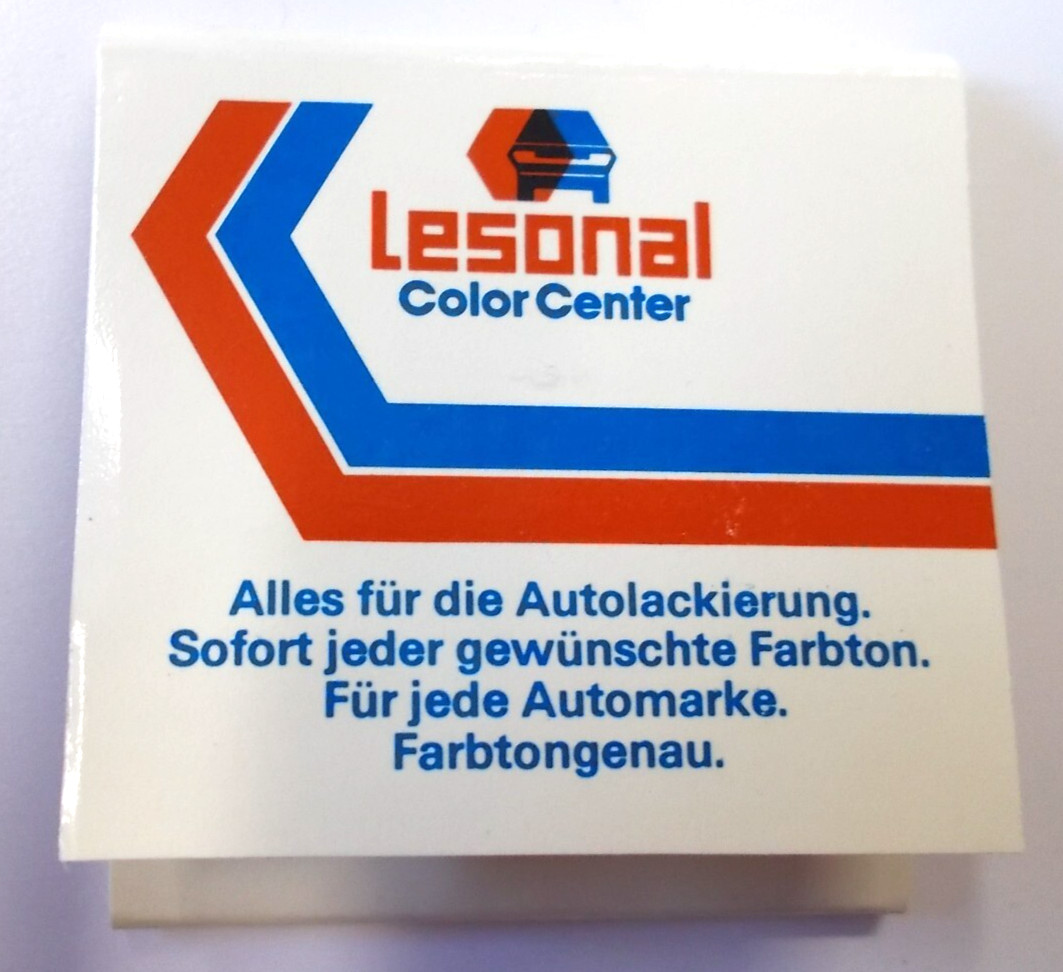 Lesonal
Color Center
Alles für die Autolackierung.
Sofort jeder gewünschte Farbton.
Für jede Automarke.
Farbtongenau.